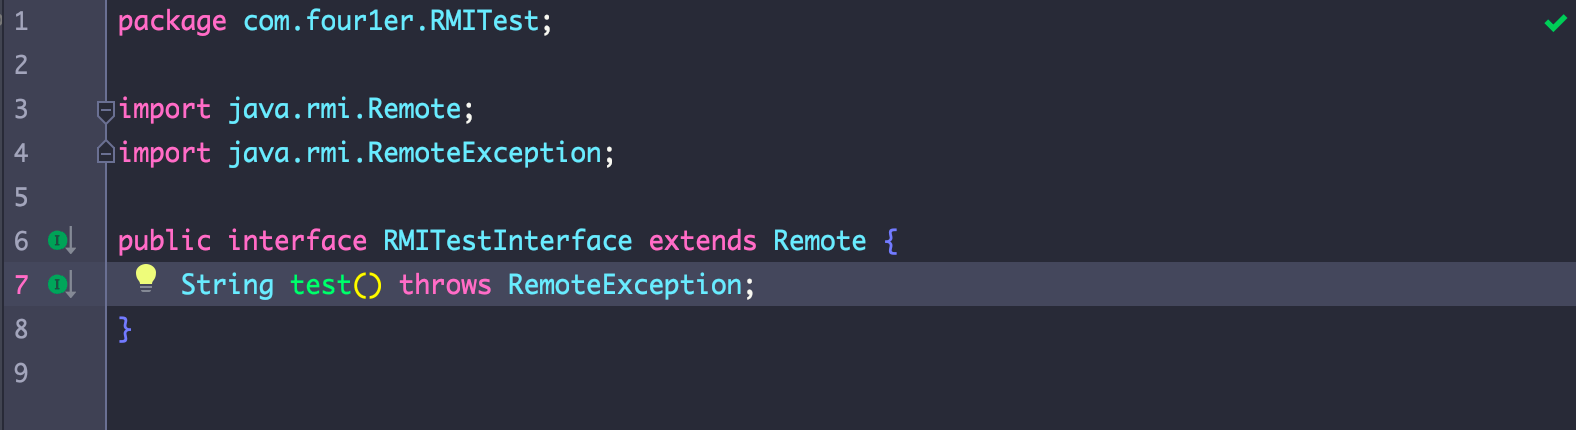 1 package com.four1er.RMITest;
2
3 import java.rmi.Remote;
4 import java.rmi.RemoteException;
5
6 public interface RMITestInterface extends Remote {
7 String test() throws RemoteException;
8 }
9